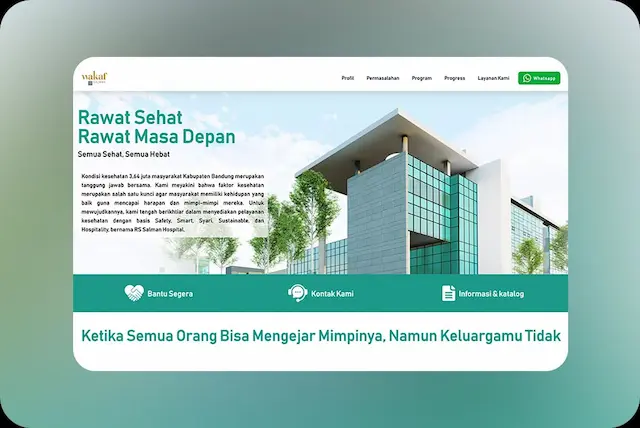 wakaf
Profil
Permasalahan
Program
Progress
Layanan Kami
Whatsapp
Rawat Sehat
Rawat Masa Depan
Semua Sehat, Semua Hebat
Kondisi kesehatan 3,64 juta masyarakat Kabupaten Bandung merupakan
tanggung jawab bersama. Kami meyakini bahwa faktor kesehatan
merupakan salah satu kunci agar masyarakat memiliki kehidupan yang
baik guna mencapai harapan dan mimpi-mimpi mereka. Untuk
mewujudkannya, kami tengah berikhtiar dalam menyediakan pelayanan
kesehatan dengan basis Safety, Smart, Syari, Sustainable, dan
Hospitality, bernama RS Salman Hospital.
Bantu Segera
Kontak Kami
Informasi & katalog
Ketika Semua Orang Bisa Mengejar Mimpinya, Namun Keluargamu Tidak